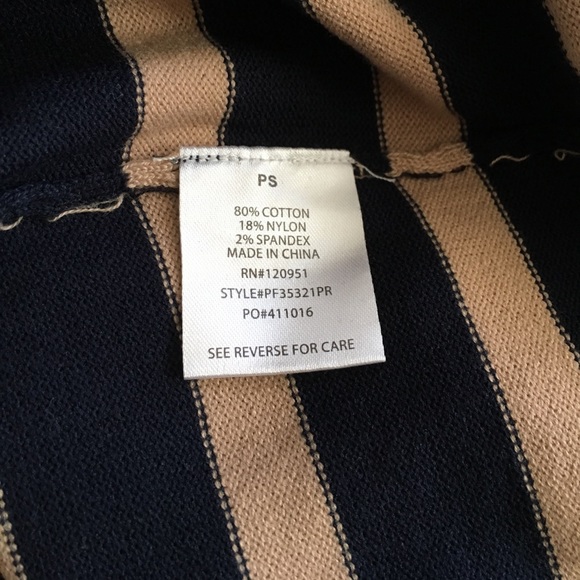 PS
80% COTTON
18% NYLON
2% SPANDEX
MADE IN CHINA
RN#120951
STYLE#PF35321PR
PO#411016
SEE REVERSE FOR CARE